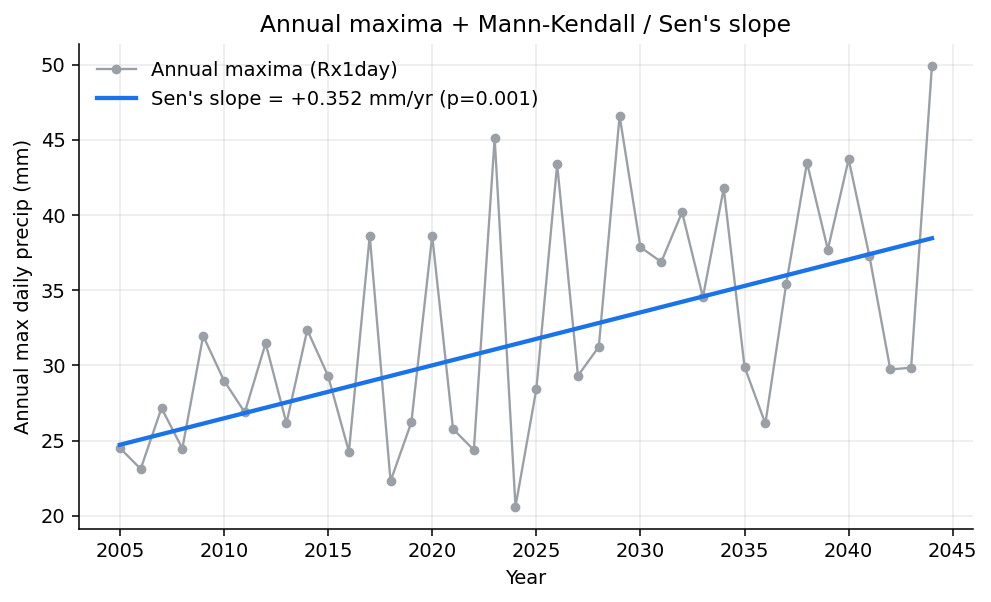 Annual maxima + Mann-Kendall / Sen's slope
Annual maxima (Rx1day)
Sen's slope = +0.352 mm/yr (p=0.001)
Annual max daily precip (mm)
50
45
40
35
30
25
20
2005 2010 2015 2020 2025 2030 2035 2040 2045
Year